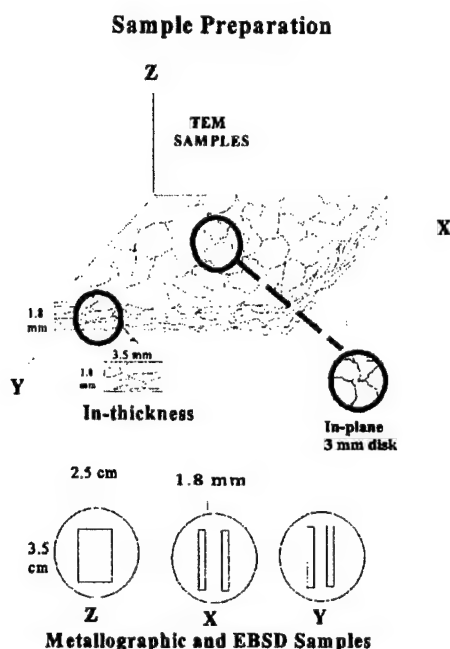 Sample Preparation
Z
TEM
SAMPLES
X
1.8
mm
3.5 mm
1.8
mm
Y
In-thickness
In-plane
3 mm disk
2.5 cm
1.8 mm
3.5
cm
Z
X
Y
Metallographic and EBSD Samples